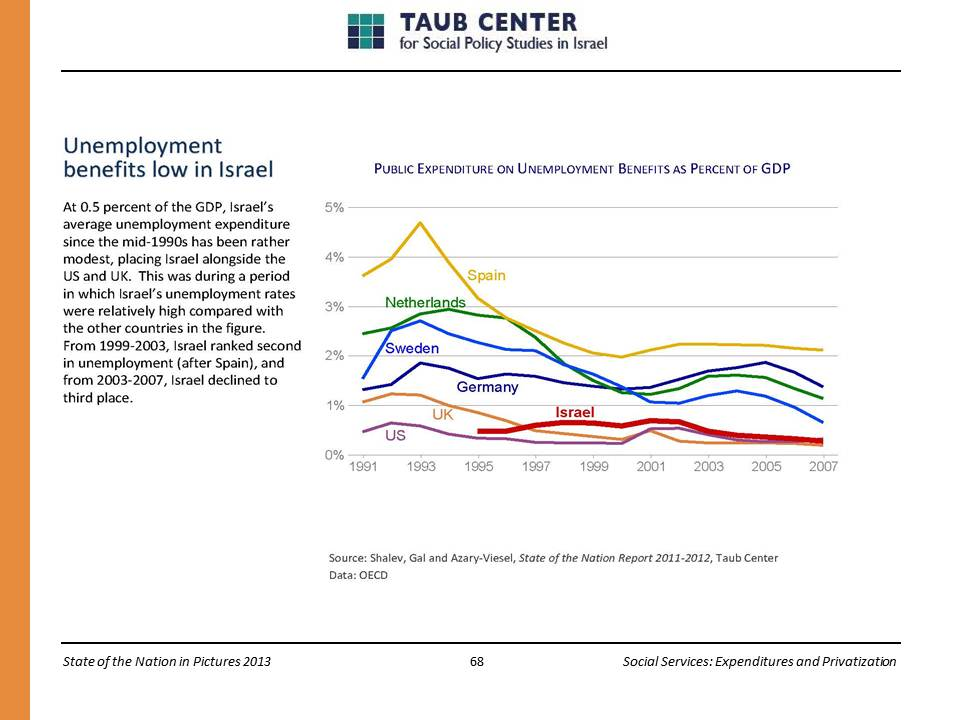 TAUB CENTER
for Social Policy Studies in Israel
Unemployment
benefits low in Israel
At 0.5 percent of the GDP, Israel's
average unemployment expenditure
since the mid-1990s has been rather
modest, placing Israel alongside the
US and UK.  This was during a period
in which Israel's unemployment rates
were relatively high compared with
the other countries in the figure.
From 1999-2003, Israel ranked second
in unemployment (after Spain), and
from 2003-2007, Israel declined to
third place.
PUBLIC EXPENDITURE ON UNEMPLOYMENT BENEFITS AS PERCENT OF GDP
5%
4%
Spain
3%
Netherlands
2%
Sweden
Germany
1%
UK
Israel
US
0%
1991 1993 1995 1997 1999 2001 2003 2005 2007
Source: Shalev, Gal and Azary-Viesel, State of the Nation Report 2011-2012, Taub Center
Data: OECD
State of the Nation in Pictures 2013
68
Social Services: Expenditures and Privatization